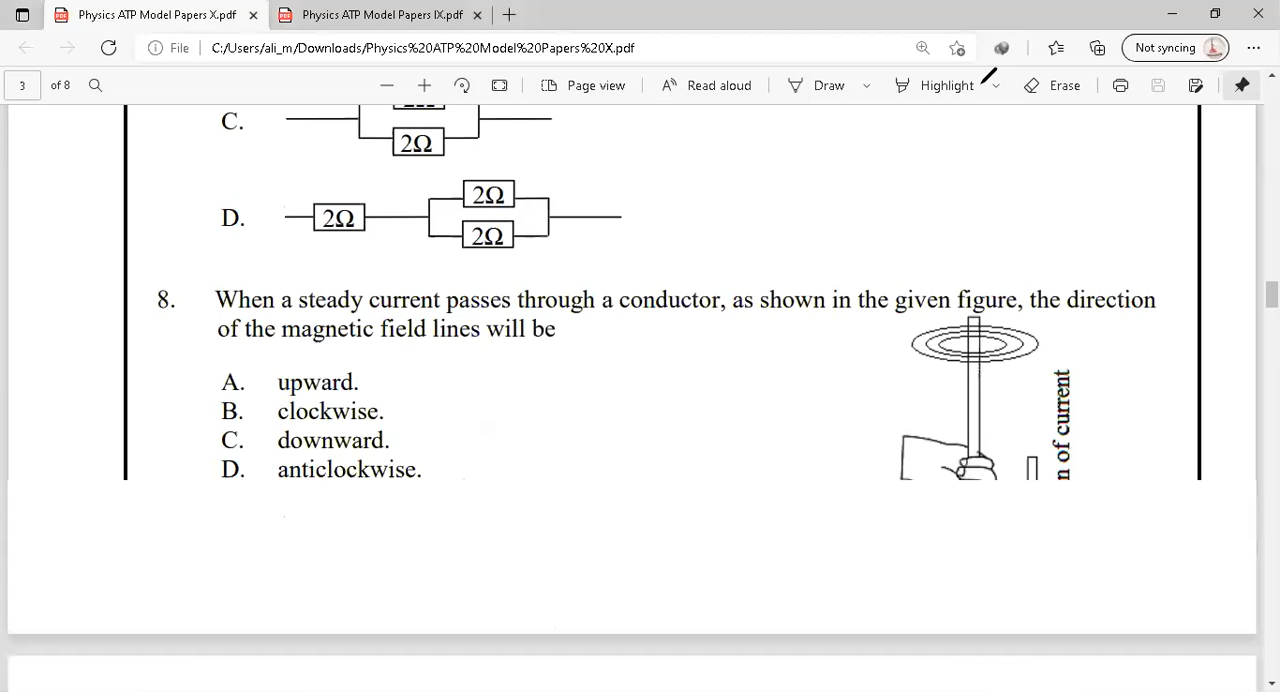 Physics ATP Model Papers X.pdf
Physics ATP Model Papers IX.pdf
File
C:/Users/ali_m/Downloads/Physics%20ATP%20Model%20Papers%20X.pdf
Not syncing
3 of 8
Page view
Read aloud
Draw
Highlight
Erase
C.
2Ω
D. 2Ω 2Ω
2Ω
8. When a steady current passes through a conductor, as shown in the given figure, the direction
of the magnetic field lines will be
A. upward.
B. clockwise.
C. downward.
D. anticlockwise.
n of current